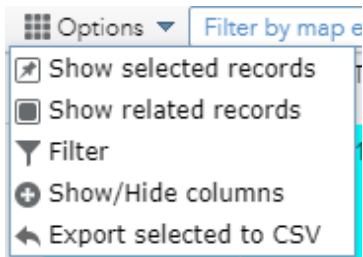 Options Filter by map e
Show selected records
Show related records
Filter
Show/Hide columns
Export selected to CSV